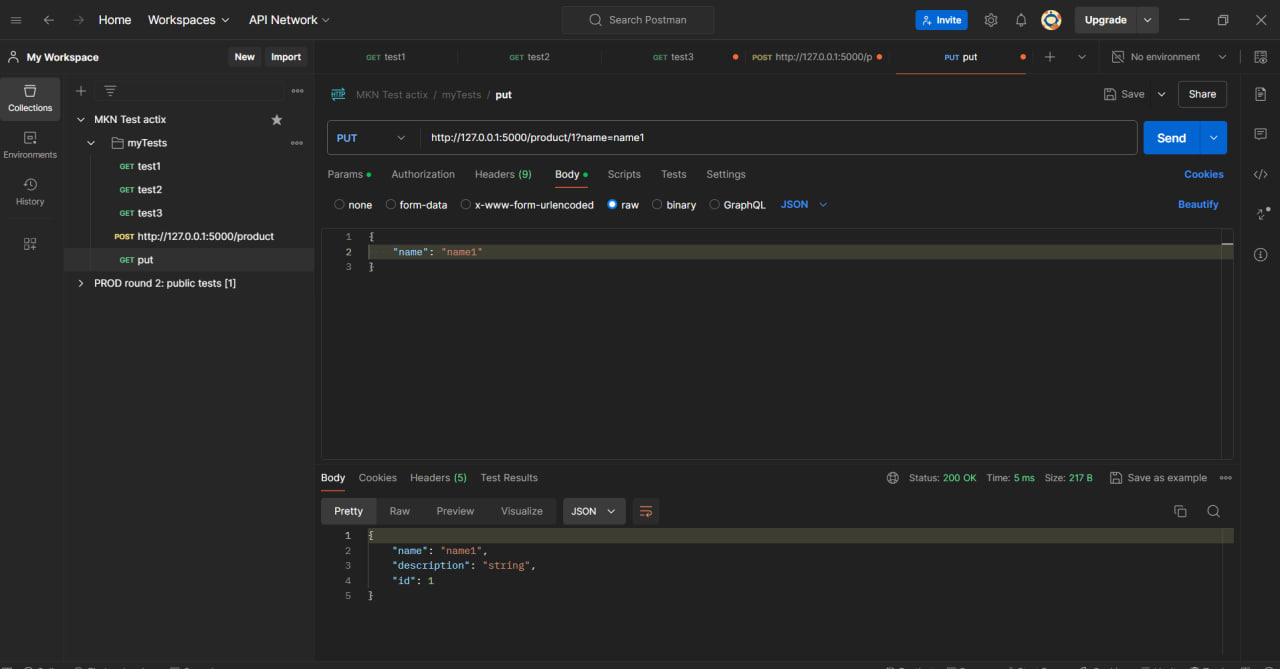 Home Workspaces API Network Search Postman Invite Upgrade
My Workspace New Import GET test1 GET test2 GET test3 POST http://127.0.0.1:5000/p PUT put No environment
Collections
Environments
History
MKN Test actix
myTests
GET test1
GET test2
GET test3
POST http://127.0.0.1:5000/product
GET put
PROD round 2: public tests [1]
HTTP MKN Test actix / myTests / put Save Share
PUT http://127.0.0.1:5000/product/1?name=name1 Send
Params Authorization Headers (9) Body Scripts Tests Settings Cookies
none form-data x-www-form-urlencoded raw binary GraphQL JSON Beautify
1 {
2 "name": "name1"
3 }
Body Cookies Headers (5) Test Results Status: 200 OK Time: 5 ms Size: 217 B Save as example
Pretty Raw Preview Visualize JSON
1 {
2 "name": "name1",
3 "description": "string",
4 "id": 1
5 }